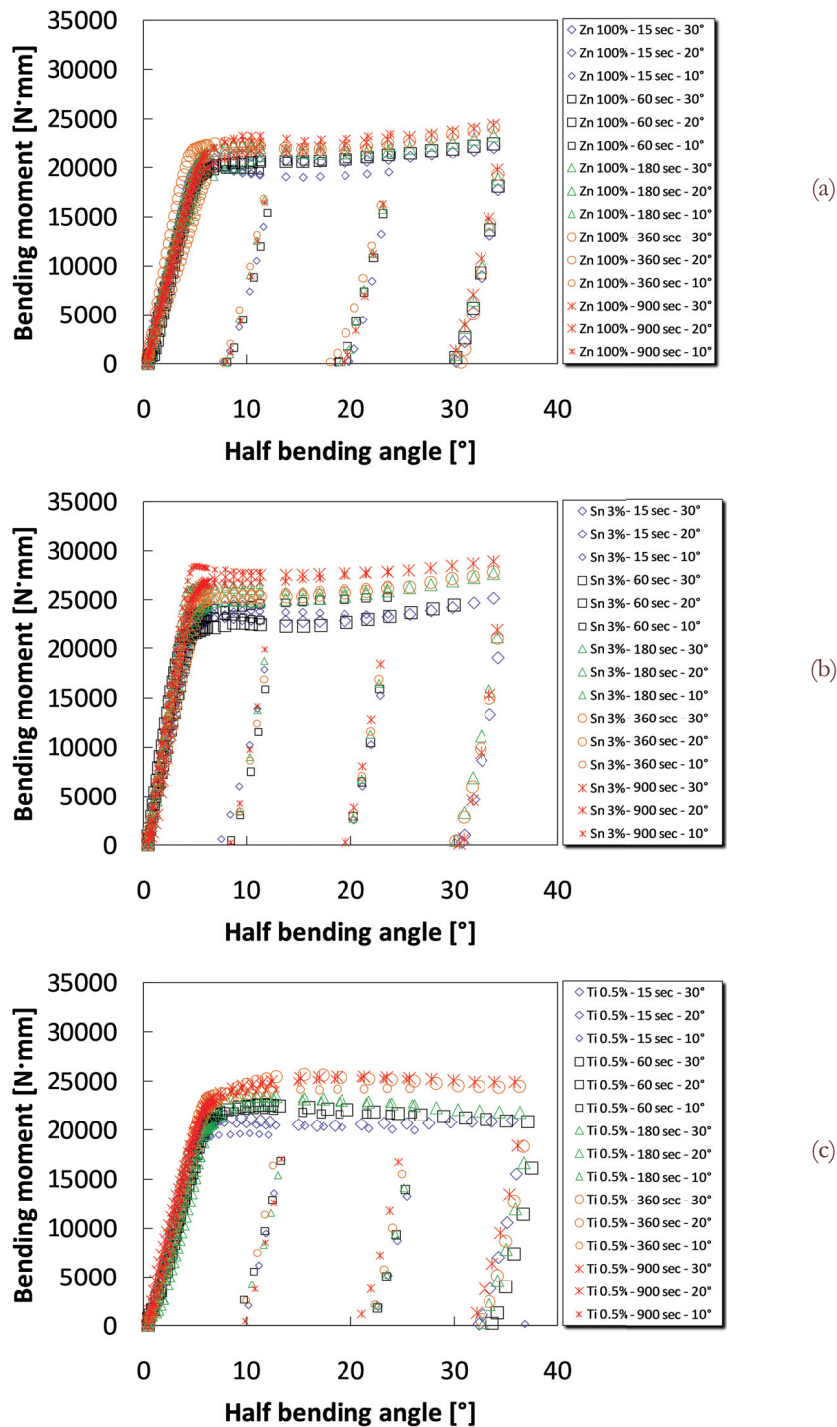 35000
30000
25000
20000
15000
10000
5000
0
Bending moment [N·mm]
0 10 20 30 40
Half bending angle [°]
Zn 100% - 15 sec - 30°
Zn 100% - 15 sec - 20°
Zn 100% - 15 sec - 10°
Zn 100% - 60 sec - 30°
Zn 100% - 60 sec - 20°
Zn 100% - 60 sec - 10°
Zn 100% - 180 sec - 30°
Zn 100% - 180 sec - 20°
Zn 100% - 180 sec - 10°
Zn 100% - 360 sec - 30°
Zn 100% - 360 sec - 20°
Zn 100% - 360 sec - 10°
Zn 100% - 900 sec - 30°
Zn 100% - 900 sec - 20°
Zn 100% - 900 sec - 10°
(a)
35000
30000
25000
20000
15000
10000
5000
0
Bending moment [N·mm]
0 10 20 30 40
Half bending angle [°]
Sn 3% - 15 sec - 30°
Sn 3% - 15 sec - 20°
Sn 3% - 15 sec - 10°
Sn 3% - 60 sec - 30°
Sn 3% - 60 sec - 20°
Sn 3% - 60 sec - 10°
Sn 3% - 180 sec - 30°
Sn 3% - 180 sec - 20°
Sn 3% - 180 sec - 10°
Sn 3% - 360 sec - 30°
Sn 3% - 360 sec - 20°
Sn 3% - 360 sec - 10°
Sn 3% - 900 sec - 30°
Sn 3% - 900 sec - 20°
Sn 3% - 900 sec - 10°
(b)
35000
30000
25000
20000
15000
10000
5000
0
Bending moment [N·mm]
0 10 20 30 40
Half bending angle [°]
Ti 0.5% - 15 sec - 30°
Ti 0.5% - 15 sec - 20°
Ti 0.5% - 15 sec - 10°
Ti 0.5% - 60 sec - 30°
Ti 0.5% - 60 sec - 20°
Ti 0.5% - 60 sec - 10°
Ti 0.5% - 180 sec - 30°
Ti 0.5% - 180 sec - 20°
Ti 0.5% - 180 sec - 10°
Ti 0.5% - 360 sec - 30°
Ti 0.5% - 360 sec - 20°
Ti 0.5% - 360 sec - 10°
Ti 0.5% - 900 sec - 30°
Ti 0.5% - 900 sec - 20°
Ti 0.5% - 900 sec - 10°
(c)